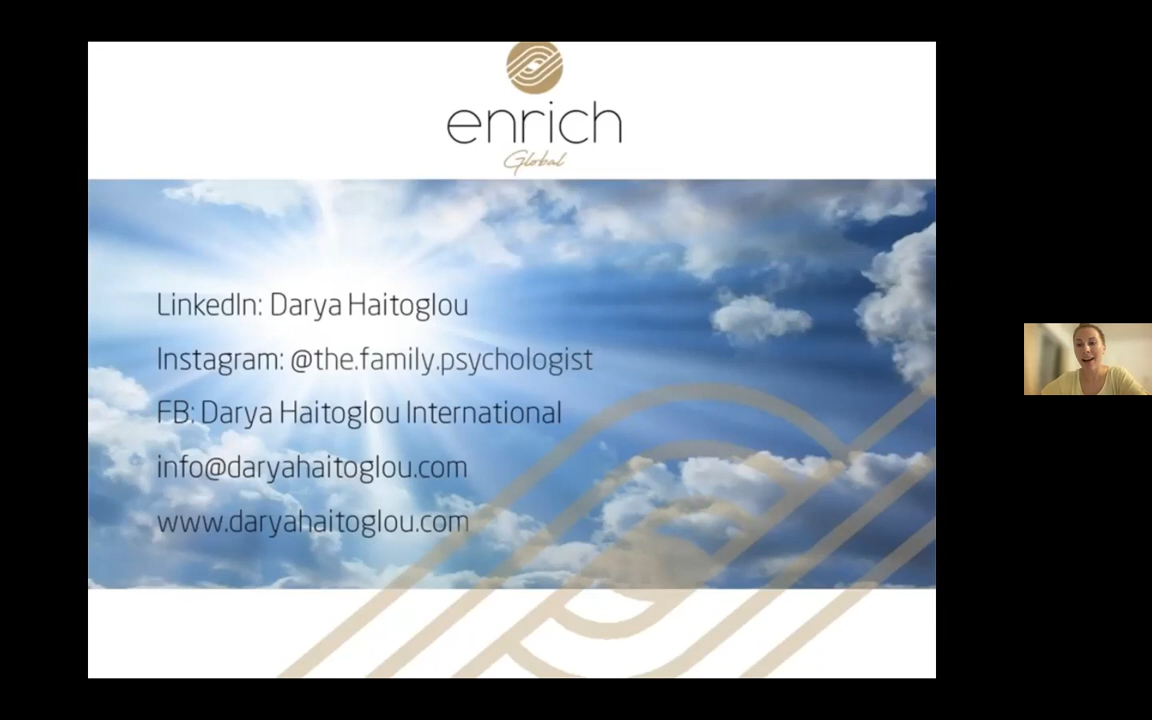 enrich
Global
LinkedIn: Darya Haitoglou
Instagram: @the.family.psychologist
FB: Darya Haitoglou International
info@daryahaitoglou.com
www.daryahaitoglou.com